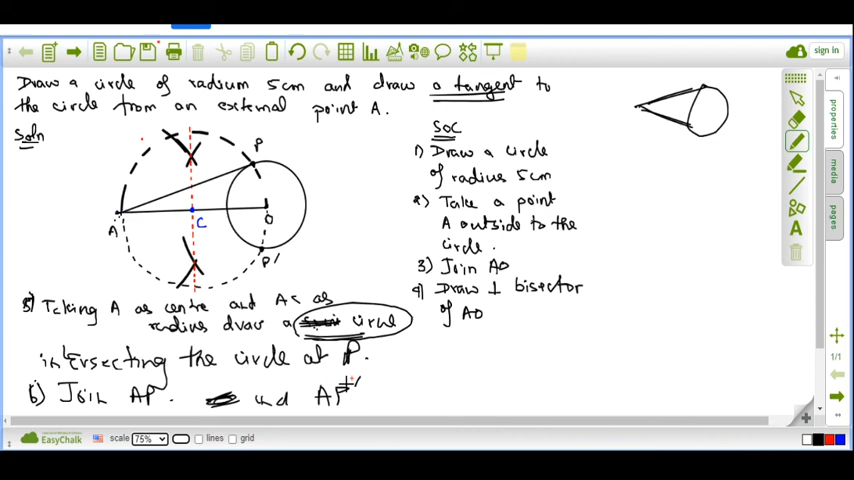 sign in
Draw a circle of radium 5cm and draw a tangent to
the circle from an external point A.
Soln
P
A
C
O
P'
SOC
1) Draw a circle
of radius 5cm
2) Take a point
A outside to the
circle.
3) Join AO
4) Draw ⊥ bisector
of AO
5) Taking A as centre and AC as
radius draw a circle
intersecting the circle at P.
6) Join AP. and AP'
properties
media
pages
1/1
EasyChalk
scale
75%
lines
grid